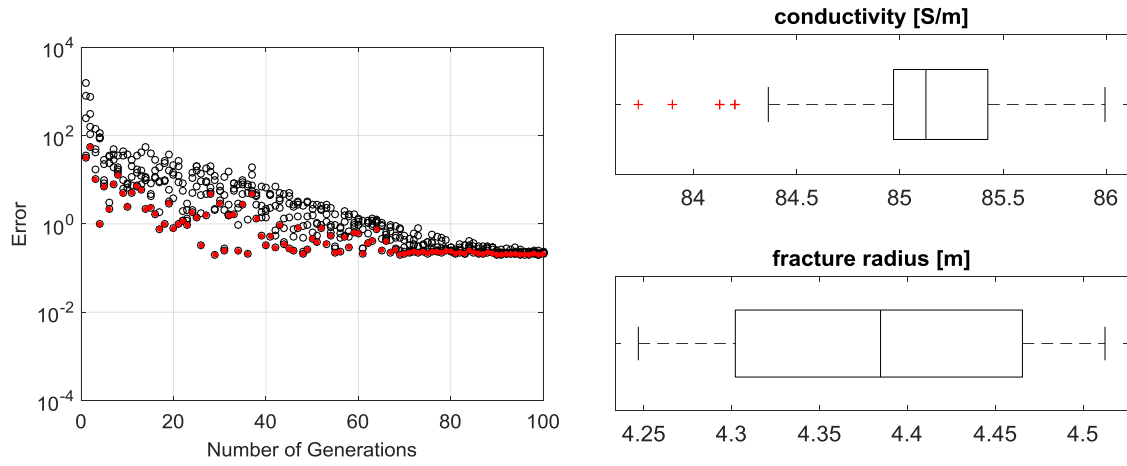 10^4
10^2
10^0
10^-2
10^-4
Error
0 20 40 60 80 100
Number of Generations
conductivity [S/m]
84 84.5 85 85.5 86
fracture radius [m]
4.25 4.3 4.35 4.4 4.45 4.5